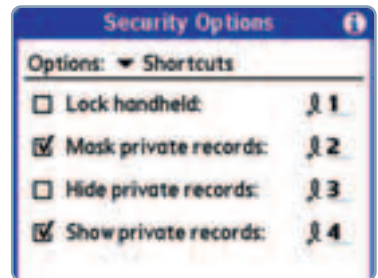 Security Options
Options: Shortcuts
Lock handheld: 1
Mask private records: 2
Hide private records: 3
Show private records: 4